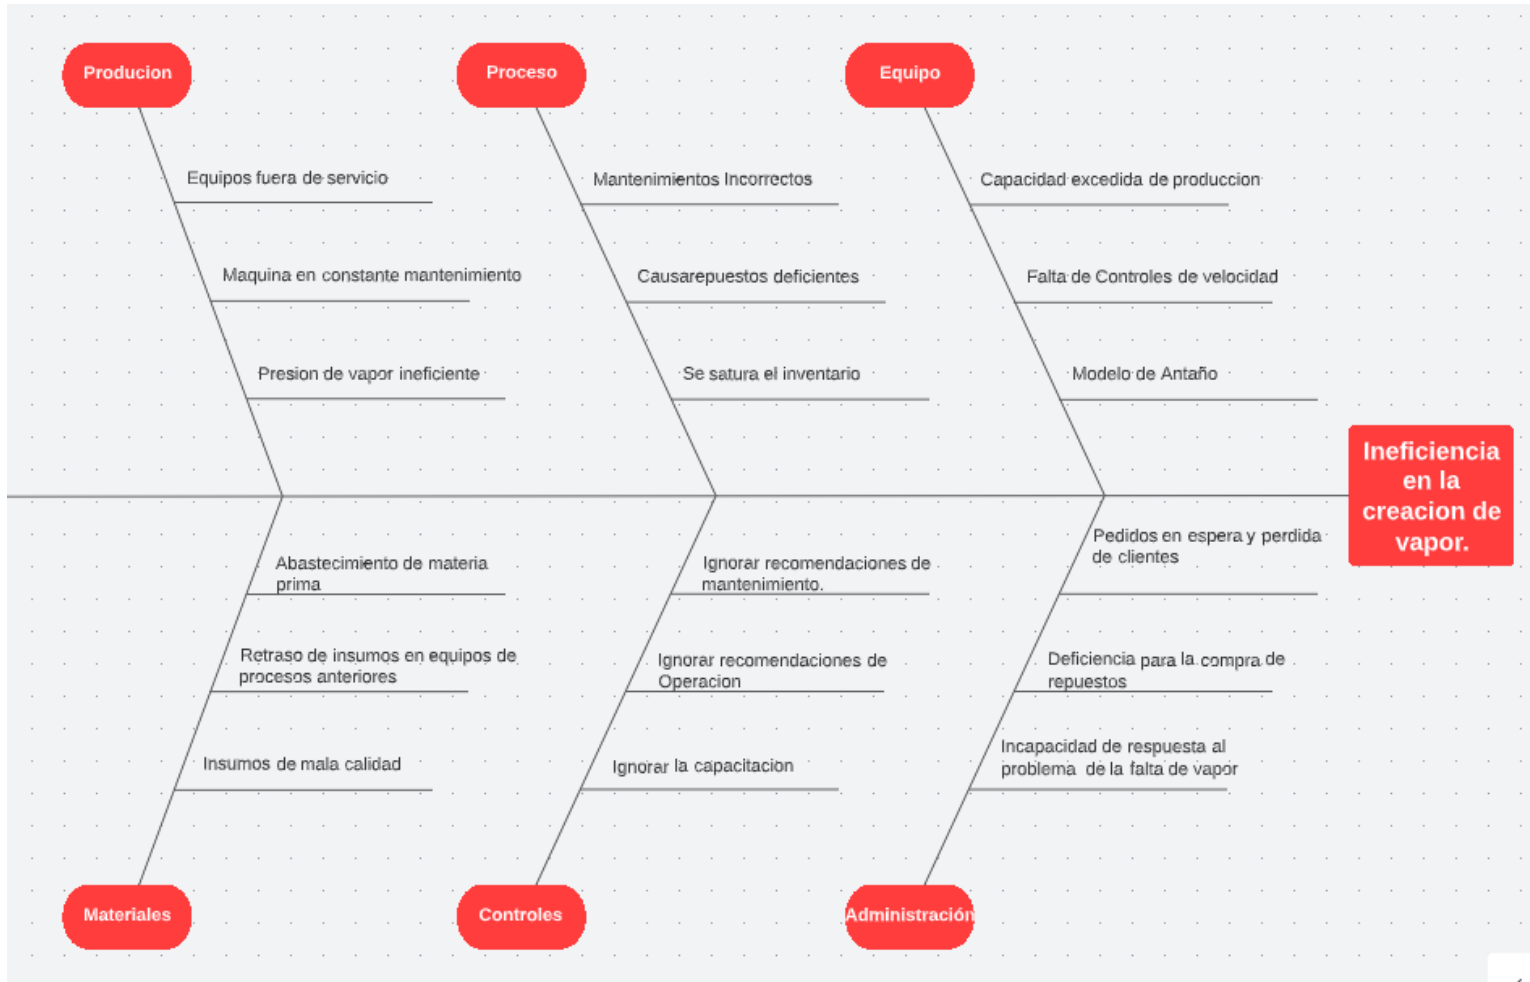 Producion
Proceso
Equipo
Equipos fuera de servicio
Mantenimientos Incorrectos
Capacidad excedida de produccion
Maquina en constante mantenimiento
Causarepuestos deficientes
Falta de Controles de velocidad
Presion de vapor ineficiente
Se satura el inventario
Modelo de Antaño
Ineficiencia
en la
creacion de
vapor.
Abastecimiento de materia
prima
Ignorar recomendaciones de
mantenimiento.
Pedidos en espera y perdida
de clientes
Retraso de insumos en equipos de
procesos anteriores
Ignorar recomendaciones de
Operacion
Deficiencia para la compra de
repuestos
Insumos de mala calidad
Ignorar la capacitacion
Incapacidad de respuesta al
problema de la falta de vapor
Materiales
Controles
Administración